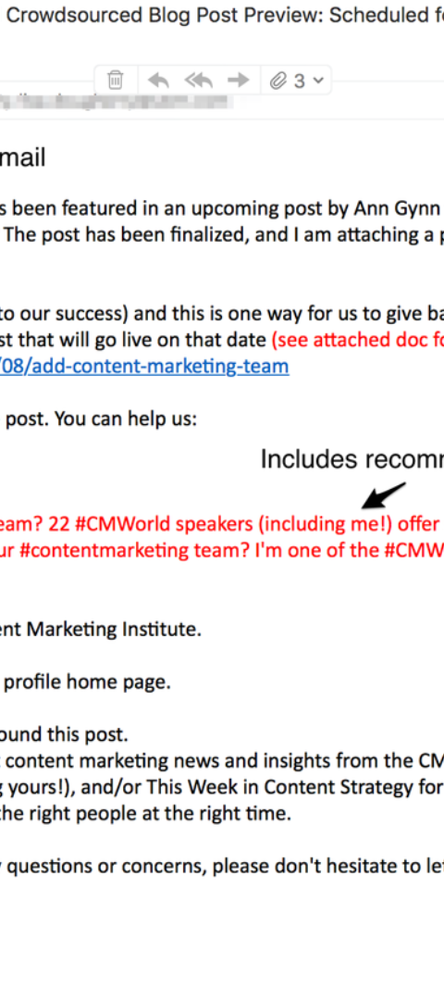 Crowdsourced Blog Post Preview: Scheduled
3
mail
s been featured in an upcoming post by Ann Gynn
The post has been finalized, and I am attaching a
to our success) and this is one way for us to give
st that will go live on that date (see attached doc
/08/add-content-marketing-team
post. You can help us:
Includes
eam? 22 #CMWorld speakers (including me!) offer
ur #contentmarketing team? I'm one of the #CMW
ent Marketing Institute.
profile home page.
ound this post.
content marketing news and insights from the CM
g yours!), and/or This Week in Content Strategy for
the right people at the right time.
questions or concerns, please don't hesitate to